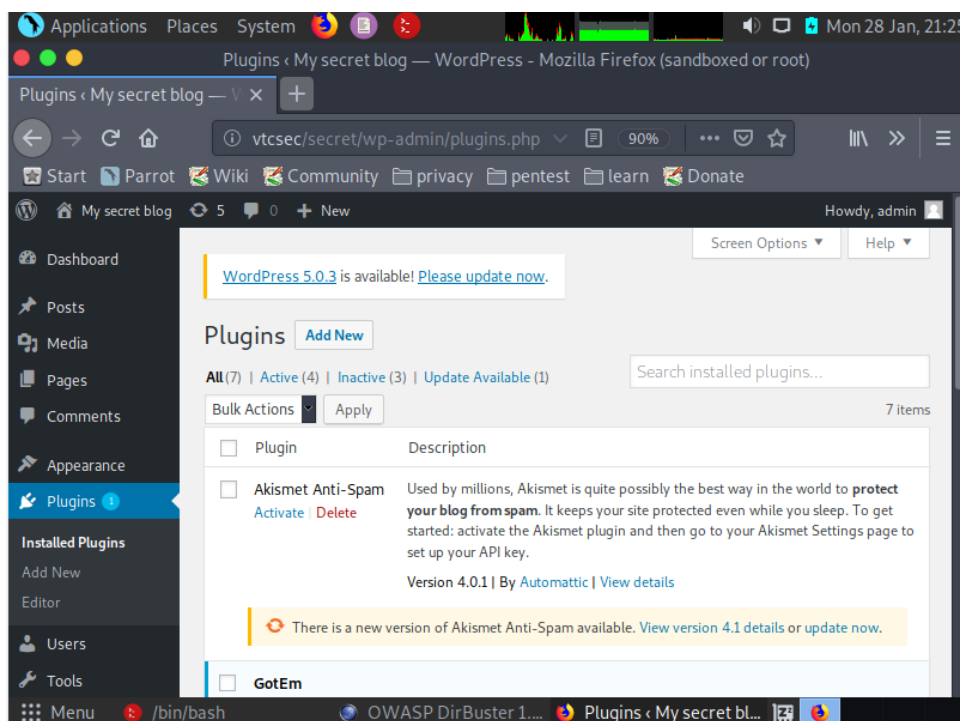 Applications Places System Mon 28 Jan, 21:25
Plugins ‹ My secret blog — WordPress - Mozilla Firefox (sandboxed or root)
Plugins ‹ My secret blog —
vtcsec/secret/wp-admin/plugins.php 90%
Start Parrot Wiki Community privacy pentest learn Donate
My secret blog 5 0 + New Howdy, admin
Screen Options Help
Dashboard
WordPress 5.0.3 is available! Please update now.
Posts
Plugins Add New
Media
Pages
All (7) | Active (4) | Inactive (3) | Update Available (1)
Search installed plugins...
Comments
Bulk Actions Apply 7 items
Plugin Description
Appearance
Plugins 1
Akismet Anti-Spam
Activate | Delete
Used by millions, Akismet is quite possibly the best way in the world to protect
your blog from spam. It keeps your site protected even while you sleep. To get
started: activate the Akismet plugin and then go to your Akismet Settings page to
set up your API key.
Version 4.0.1 | By Automattic | View details
Installed Plugins
Add New
Editor
There is a new version of Akismet Anti-Spam available. View version 4.1 details or update now.
Users
Tools
GotEm
Menu /bin/bash OWASP DirBuster 1.... Plugins ‹ My secret bl...